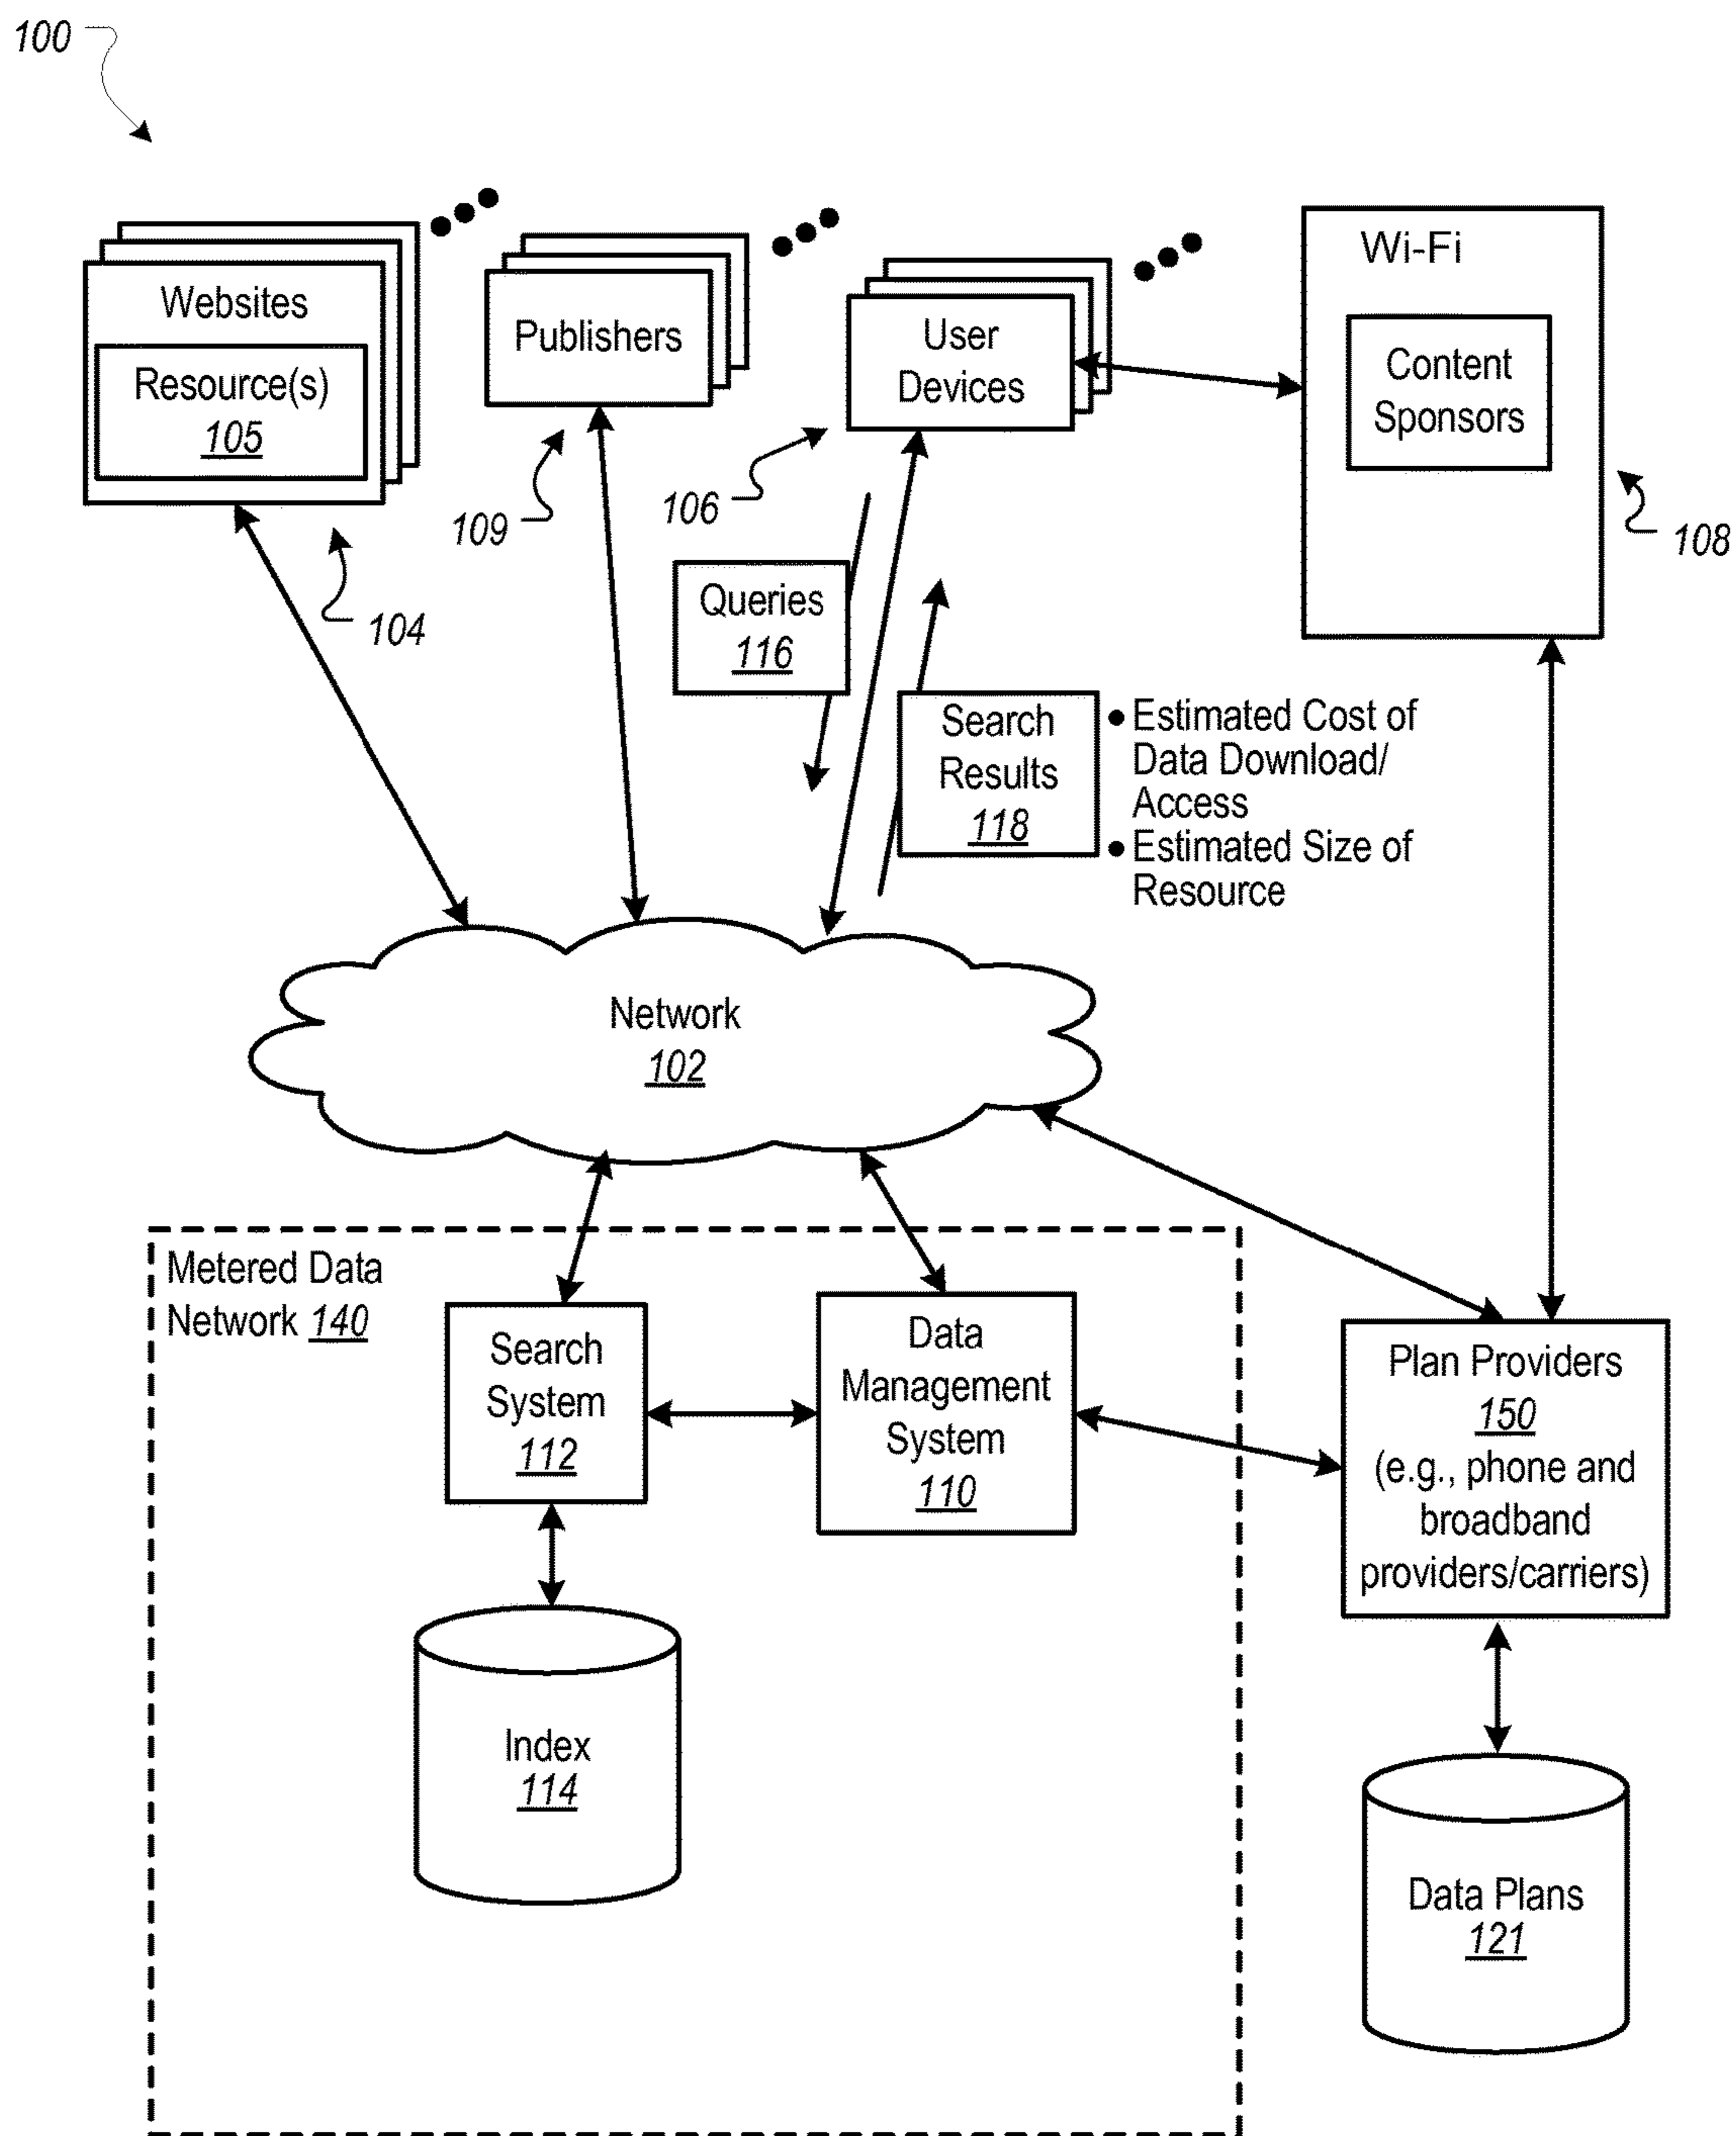 100
Websites
Resource(s)
105
104
Publishers
109
User
Devices
106
Wi-Fi
Content
Sponsors
108
Queries
116
Search
Results
118
● Estimated Cost of
Data Download/
Access
● Estimated Size of
Resource
Network
102
Metered Data
Network 140
Search
System
112
Data
Management
System
110
Plan Providers
150
(e.g., phone and
broadband
providers/carriers)
Index
114
Data Plans
121